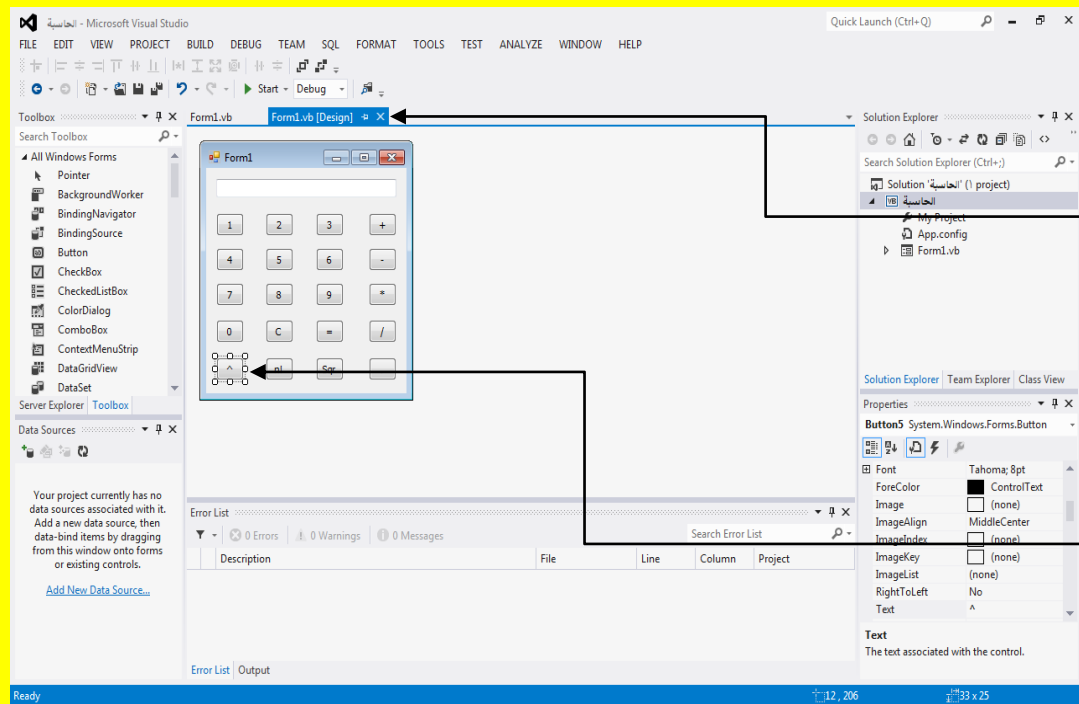 الحاسبة - Microsoft Visual Studio
Quick Launch (Ctrl+Q)
FILE EDIT VIEW PROJECT BUILD DEBUG TEAM SQL FORMAT TOOLS TEST ANALYZE WINDOW HELP
Start Debug
Toolbox
Search Toolbox
All Windows Forms
Pointer
BackgroundWorker
BindingNavigator
BindingSource
Button
CheckBox
CheckedListBox
ColorDialog
ComboBox
ContextMenuStrip
DataGridView
DataSet
Server Explorer Toolbox
Data Sources
Your project currently has no
data sources associated with it.
Add a new data source, then
data-bind items by dragging
from this window onto forms
or existing controls.
Add New Data Source...
Form1.vb Form1.vb [Design]
Form1
1 2 3 +
4 5 6 -
7 8 9 *
0 C = /
^ n! Sqr
Error List
0 Errors 0 Warnings 0 Messages
Search Error List
Description File Line Column Project
Error List Output
Solution Explorer
Search Solution Explorer (Ctrl+;)
Solution 'الحاسبة' (1 project)
الحاسبة
My Project
App.config
Form1.vb
Solution Explorer Team Explorer Class View
Properties
Button5 System.Windows.Forms.Button
Font Tahoma; 8pt
ForeColor ControlText
Image (none)
ImageAlign MiddleCenter
ImageIndex (none)
ImageKey (none)
ImageList (none)
RightToLeft No
Text ^
Text
The text associated with the control.
Ready 12 , 206 33 x 25